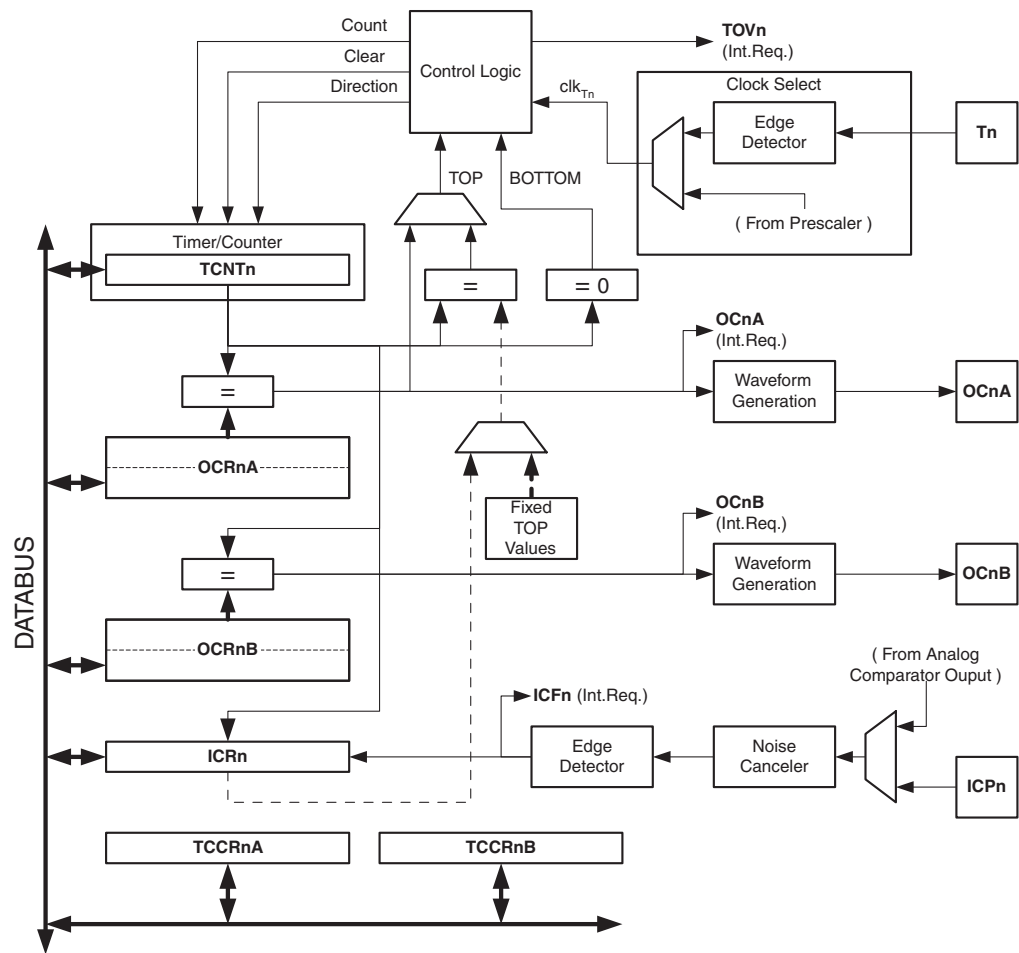 Count
Clear
Direction
Control Logic
TOVn
(Int.Req.)
clkTn
Clock Select
Edge
Detector
Tn
( From Prescaler )
TOP
BOTTOM
Timer/Counter
TCNTn
=
= 0
OCnA
(Int.Req.)
=
Waveform
Generation
OCnA
OCRnA
Fixed
TOP
Values
OCnB
(Int.Req.)
=
Waveform
Generation
OCnB
DATABUS
OCRnB
( From Analog
Comparator Ouput )
ICFn (Int.Req.)
ICRn
Edge
Detector
Noise
Canceler
ICPn
TCCRnA
TCCRnB